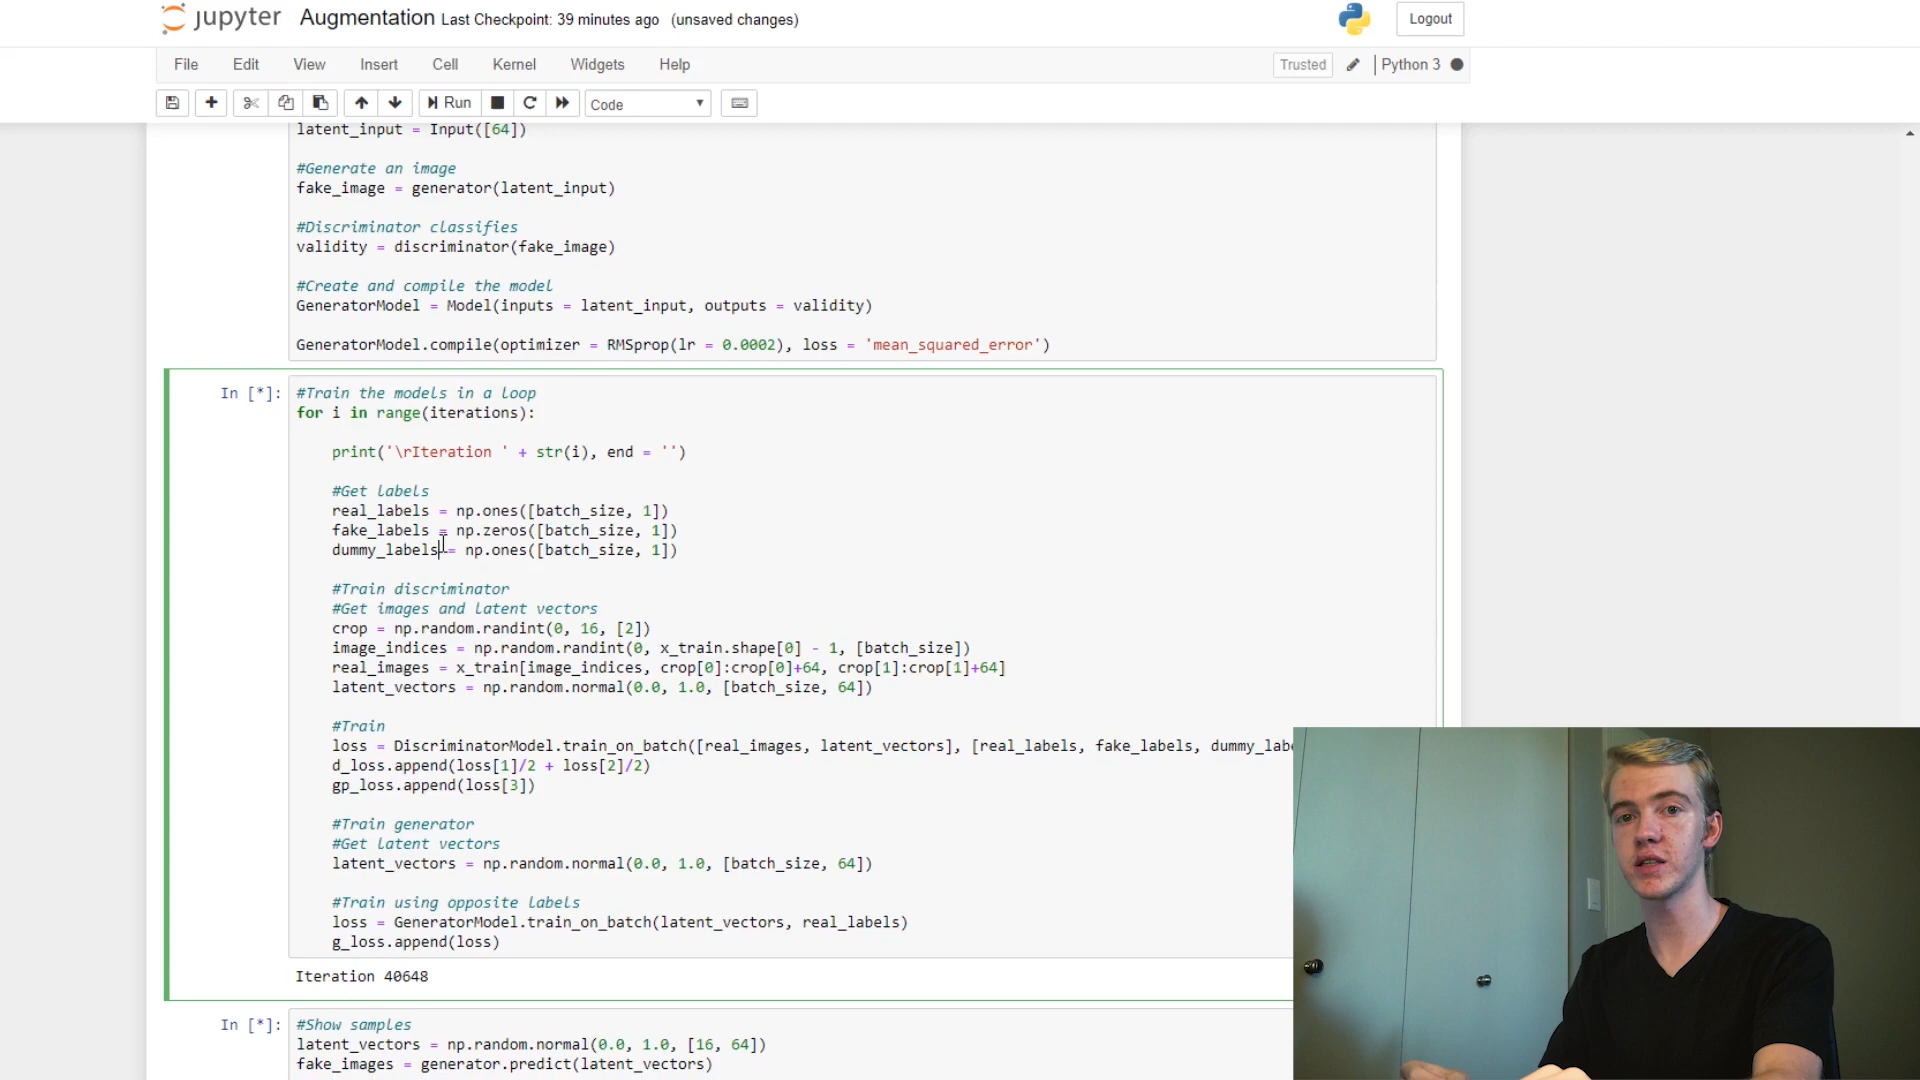 jupyter Augmentation Last Checkpoint: 39 minutes ago (unsaved changes) Logout
File Edit View Insert Cell Kernel Widgets Help Trusted Python 3
Run Code
latent_input = Input([64])
#Generate an image
fake_image = generator(latent_input)
#Discriminator classifies
validity = discriminator(fake_image)
#Create and compile the model
GeneratorModel = Model(inputs = latent_input, outputs = validity)
GeneratorModel.compile(optimizer = RMSprop(lr = 0.0002), loss = 'mean_squared_error')
In [*]: #Train the models in a loop
for i in range(iterations):
print('\rIteration ' + str(i), end = '')
#Get labels
real_labels = np.ones([batch_size, 1])
fake_labels = np.zeros([batch_size, 1])
dummy_labels = np.ones([batch_size, 1])
#Train discriminator
#Get images and latent vectors
crop = np.random.randint(0, 16, [2])
image_indices = np.random.randint(0, x_train.shape[0] - 1, [batch_size])
real_images = x_train[image_indices, crop[0]:crop[0]+64, crop[1]:crop[1]+64]
latent_vectors = np.random.normal(0.0, 1.0, [batch_size, 64])
#Train
loss = DiscriminatorModel.train_on_batch([real_images, latent_vectors], [real_labels, fake_labels, dummy_labe
d_loss.append(loss[1]/2 + loss[2]/2)
gp_loss.append(loss[3])
#Train generator
#Get latent vectors
latent_vectors = np.random.normal(0.0, 1.0, [batch_size, 64])
#Train using opposite labels
loss = GeneratorModel.train_on_batch(latent_vectors, real_labels)
g_loss.append(loss)
Iteration 40648
In [*]: #Show samples
latent_vectors = np.random.normal(0.0, 1.0, [16, 64])
fake_images = generator.predict(latent_vectors)